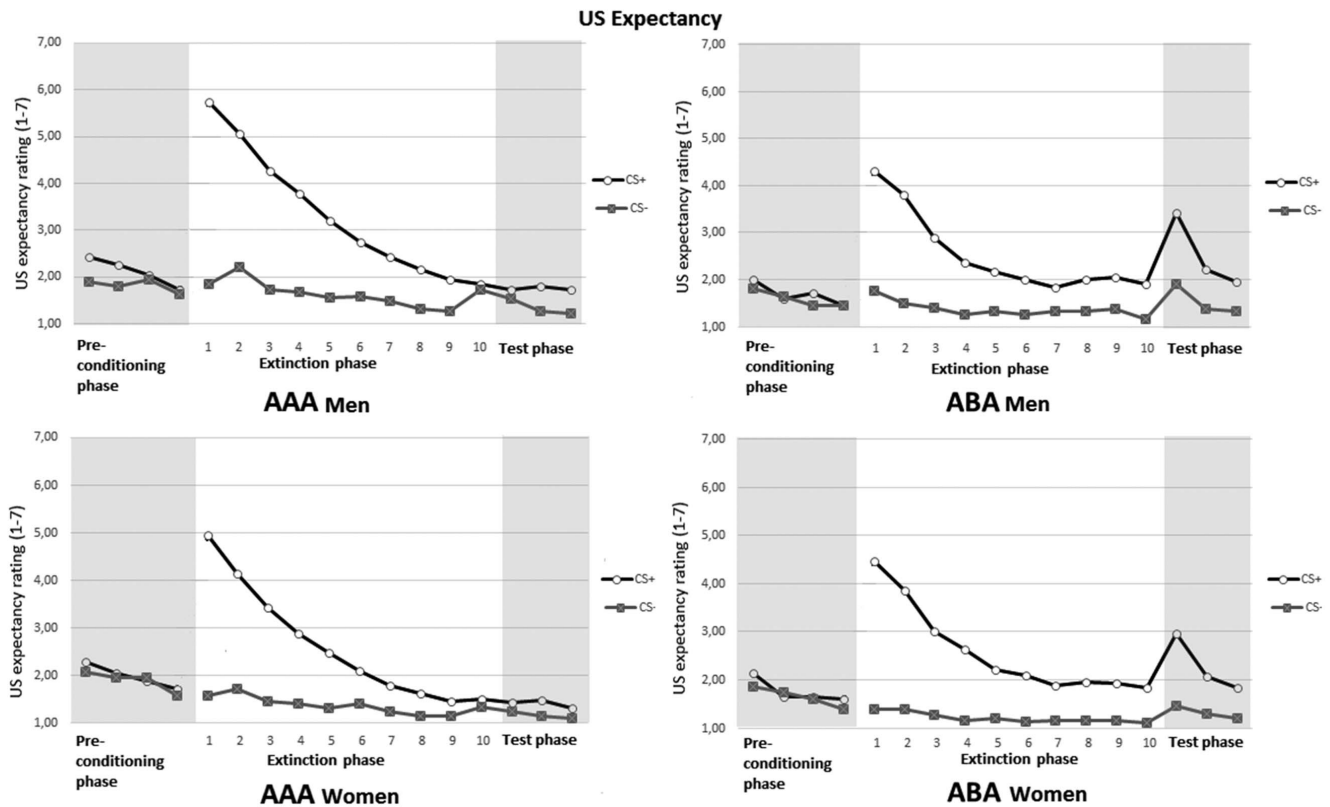 US Expectancy
US expectancy rating (1-7)
7,00
6,00
5,00
4,00
3,00
2,00
1,00
CS+
CS-
Pre-
conditioning
phase
1 2 3 4 5 6 7 8 9 10
Extinction phase
Test phase
AAA Men
US expectancy rating (1-7)
7,00
6,00
5,00
4,00
3,00
2,00
1,00
CS+
CS-
Pre-
conditioning
phase
1 2 3 4 5 6 7 8 9 10
Extinction phase
Test phase
ABA Men
US expectancy rating (1-7)
7,00
6,00
5,00
4,00
3,00
2,00
1,00
CS+
CS-
Pre-
conditioning
phase
1 2 3 4 5 6 7 8 9 10
Extinction phase
Test phase
AAA Women
US expectancy rating (1-7)
7,00
6,00
5,00
4,00
3,00
2,00
1,00
CS+
CS-
Pre-
conditioning
phase
1 2 3 4 5 6 7 8 9 10
Extinction phase
Test phase
ABA Women